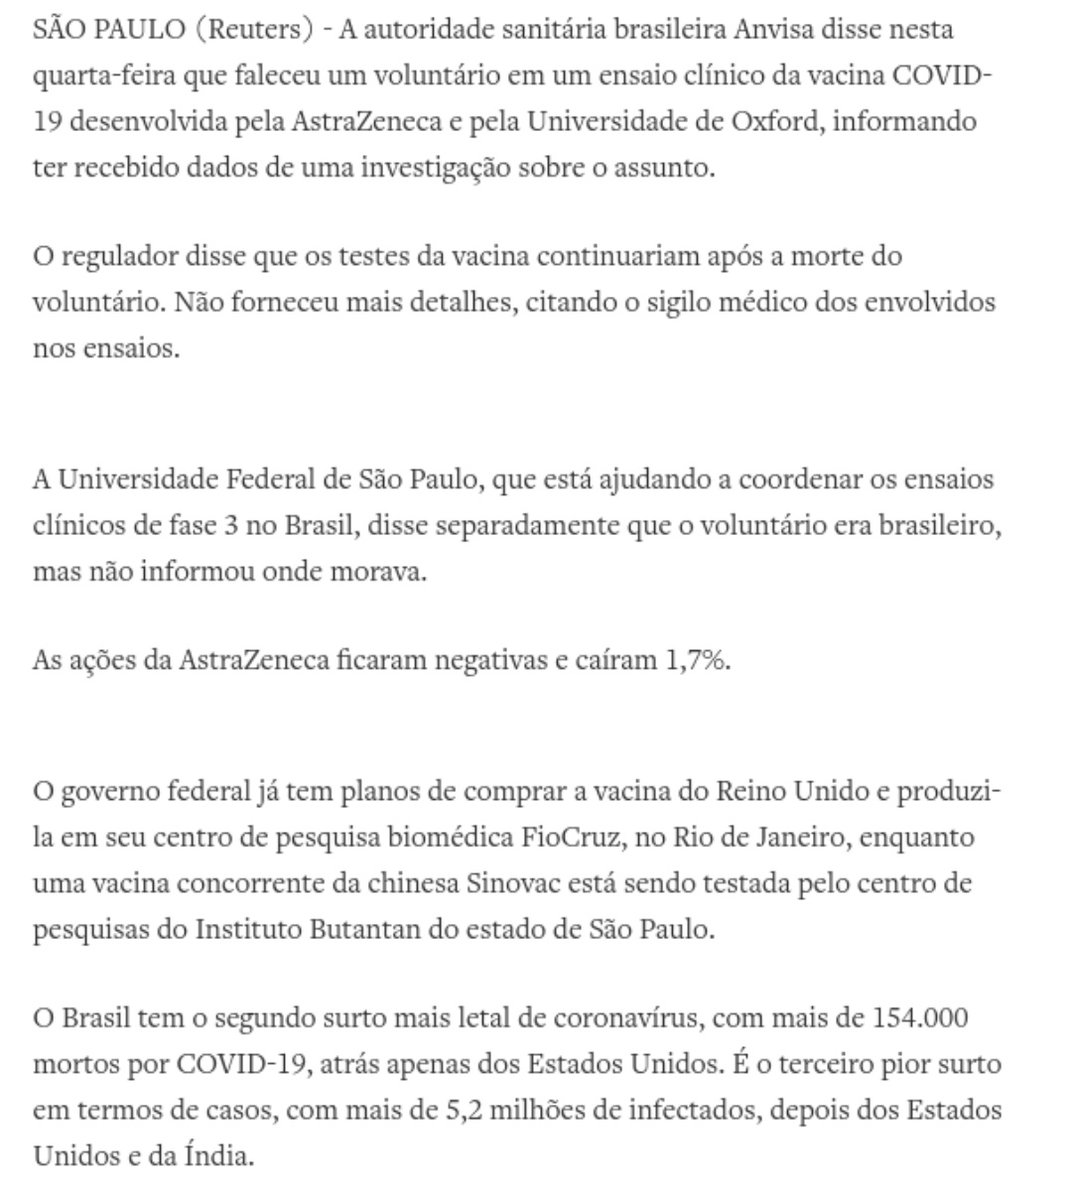 SÃO PAULO (Reuters) - A autoridade sanitária brasileira Anvisa disse nesta
quarta-feira que faleceu um voluntário em um ensaio clínico da vacina COVID-
19 desenvolvida pela AstraZeneca e pela Universidade de Oxford, informando
ter recebido dados de uma investigação sobre o assunto.
O regulador disse que os testes da vacina continuariam após a morte do
voluntário. Não forneceu mais detalhes, citando o sigilo médico dos envolvidos
nos ensaios.
A Universidade Federal de São Paulo, que está ajudando a coordenar os ensaios
clínicos de fase 3 no Brasil, disse separadamente que o voluntário era brasileiro,
mas não informou onde morava.
As ações da AstraZeneca ficaram negativas e caíram 1,7%.
O governo federal já tem planos de comprar a vacina do Reino Unido e produzi-
la em seu centro de pesquisa biomédica FioCruz, no Rio de Janeiro, enquanto
uma vacina concorrente da chinesa Sinovac está sendo testada pelo centro de
pesquisas do Instituto Butantan do estado de São Paulo.
O Brasil tem o segundo surto mais letal de coronavírus, com mais de 154.000
mortos por COVID-19, atrás apenas dos Estados Unidos. É o terceiro pior surto
em termos de casos, com mais de 5,2 milhões de infectados, depois dos Estados
Unidos e da Índia.